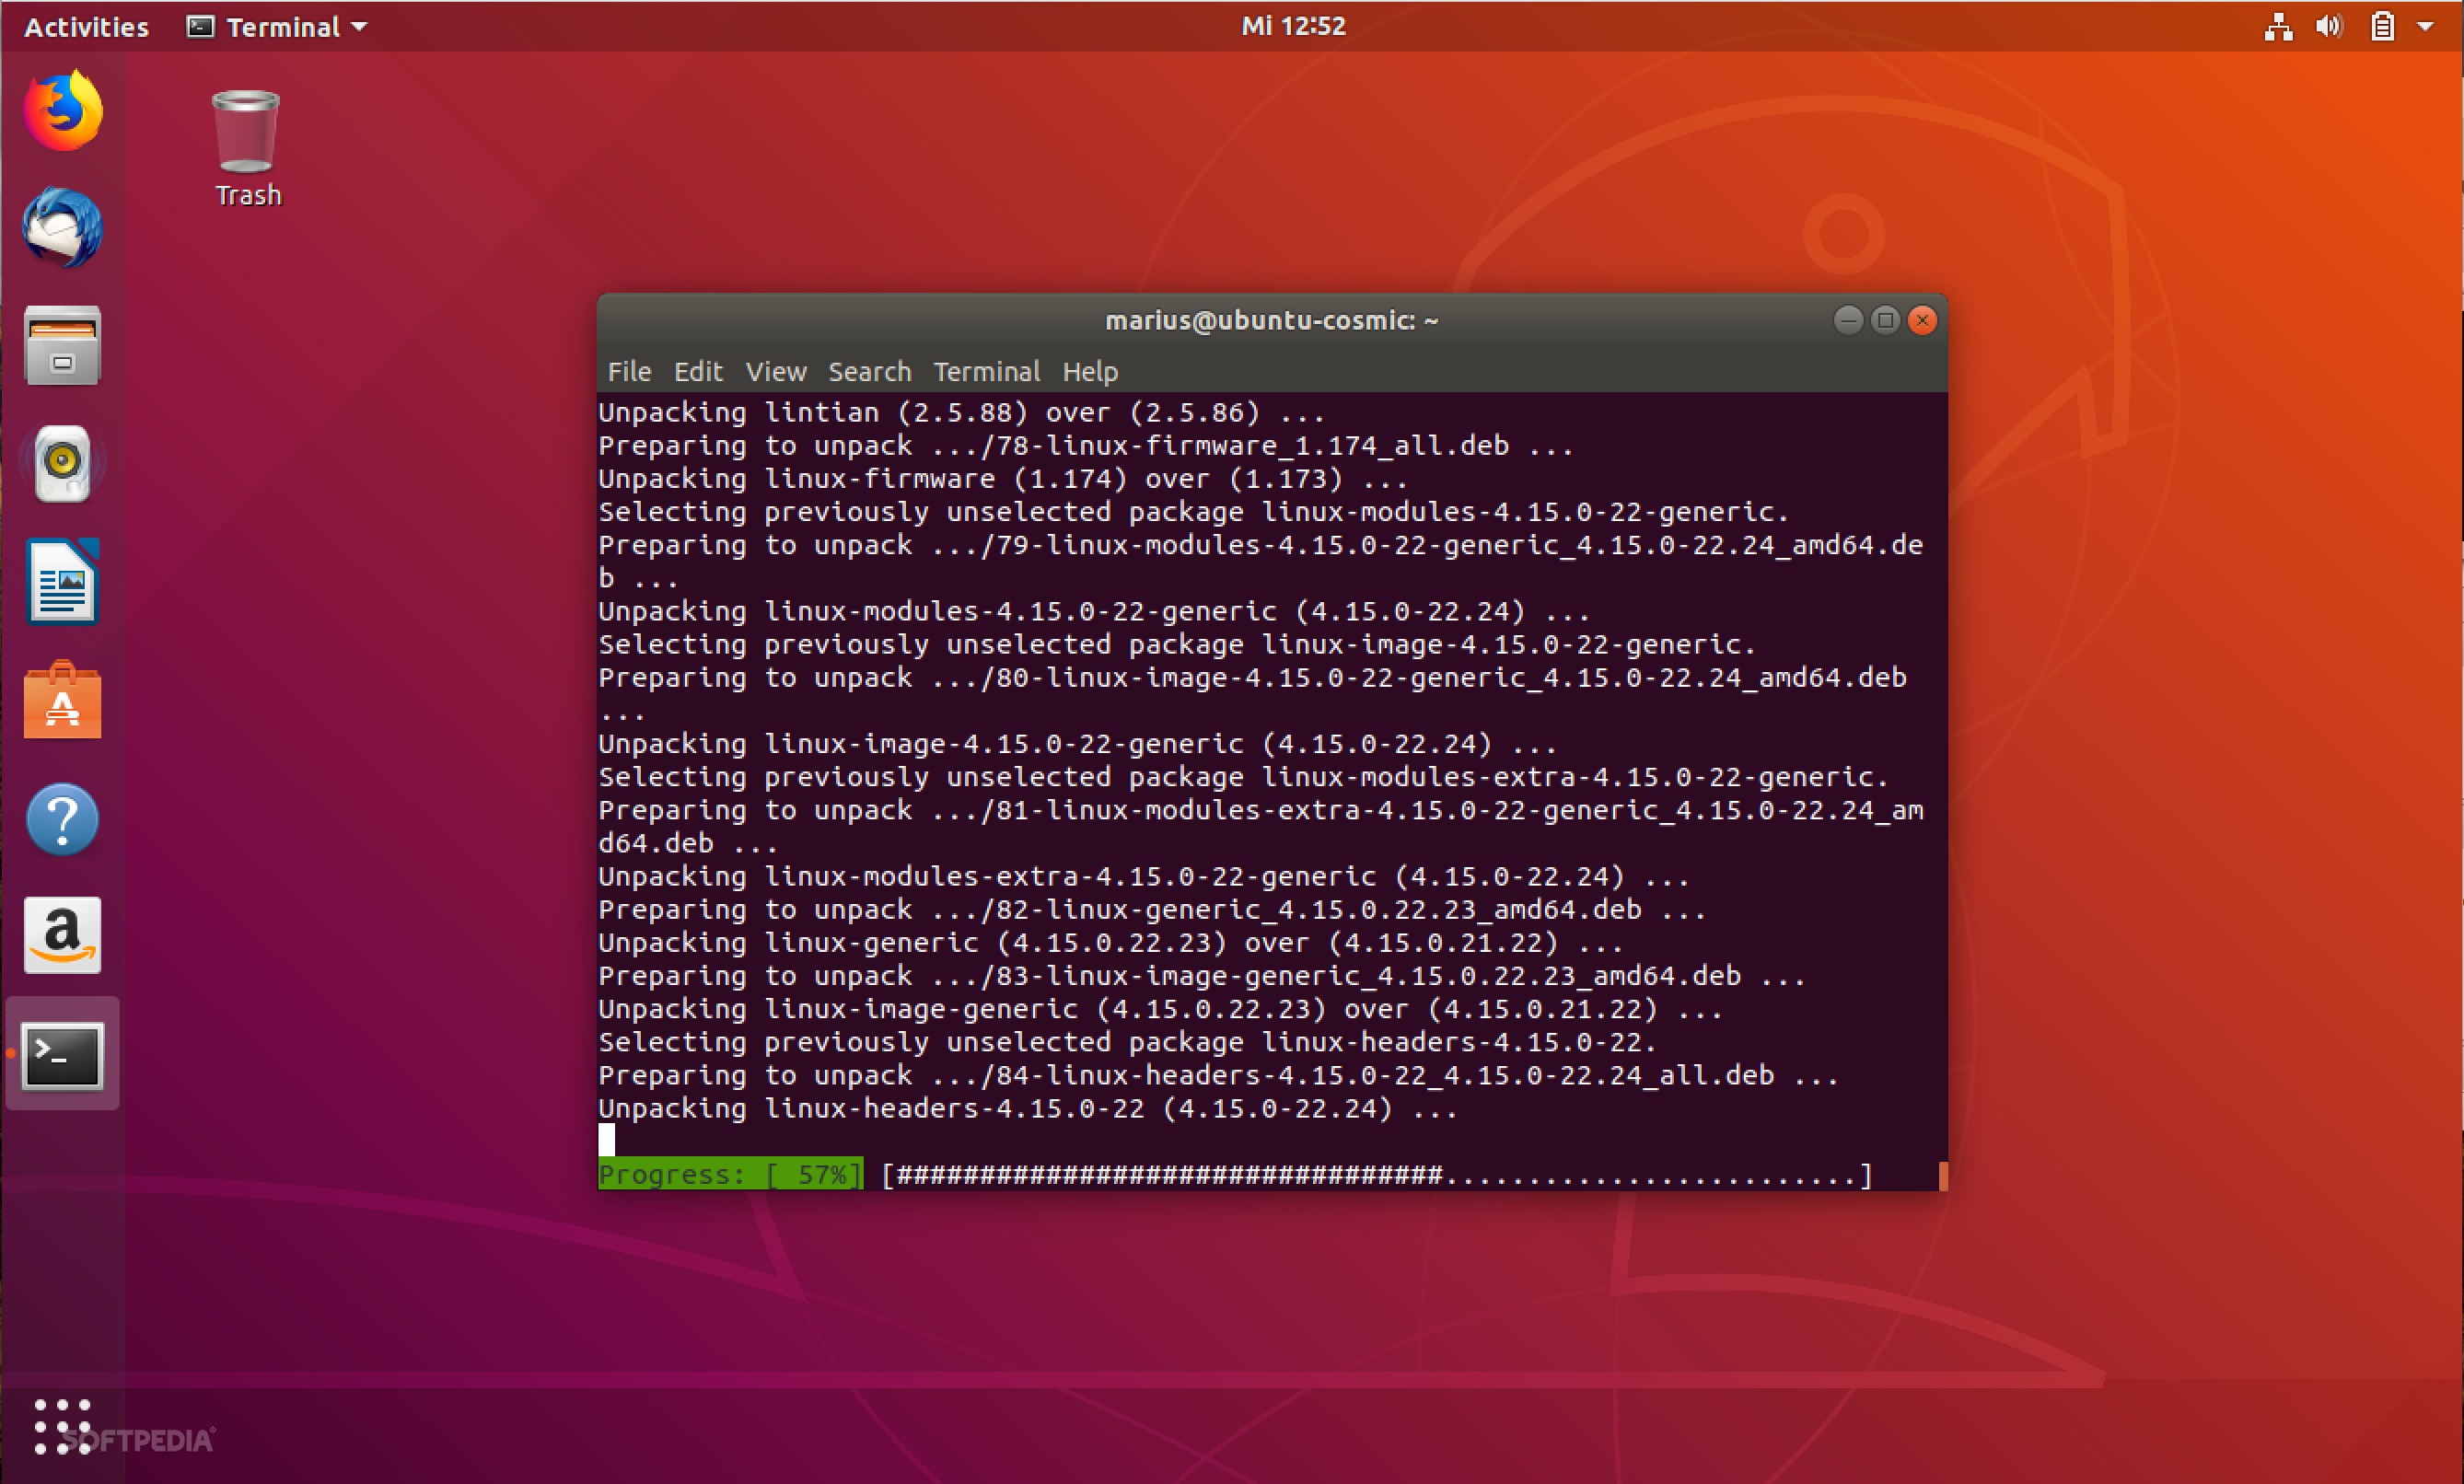 Activities Terminal Mi 12:52
Trash
marius@ubuntu-cosmic: ~
File Edit View Search Terminal Help
Unpacking lintian (2.5.88) over (2.5.86) ...
Preparing to unpack .../78-linux-firmware_1.174_all.deb ...
Unpacking linux-firmware (1.174) over (1.173) ...
Selecting previously unselected package linux-modules-4.15.0-22-generic.
Preparing to unpack .../79-linux-modules-4.15.0-22-generic_4.15.0-22.24_amd64.de
b ...
Unpacking linux-modules-4.15.0-22-generic (4.15.0-22.24) ...
Selecting previously unselected package linux-image-4.15.0-22-generic.
Preparing to unpack .../80-linux-image-4.15.0-22-generic_4.15.0-22.24_amd64.deb
...
Unpacking linux-image-4.15.0-22-generic (4.15.0-22.24) ...
Selecting previously unselected package linux-modules-extra-4.15.0-22-generic.
Preparing to unpack .../81-linux-modules-extra-4.15.0-22-generic_4.15.0-22.24_am
d64.deb ...
Unpacking linux-modules-extra-4.15.0-22-generic (4.15.0-22.24) ...
Preparing to unpack .../82-linux-generic_4.15.0.22.23_amd64.deb ...
Unpacking linux-generic (4.15.0.22.23) over (4.15.0.21.22) ...
Preparing to unpack .../83-linux-image-generic_4.15.0.22.23_amd64.deb ...
Unpacking linux-image-generic (4.15.0.22.23) over (4.15.0.21.22) ...
Selecting previously unselected package linux-headers-4.15.0-22.
Preparing to unpack .../84-linux-headers-4.15.0-22_4.15.0-22.24_all.deb ...
Unpacking linux-headers-4.15.0-22 (4.15.0-22.24) ...
Progress: [ 57%] [#################################.........................]
SOFTPEDIA®